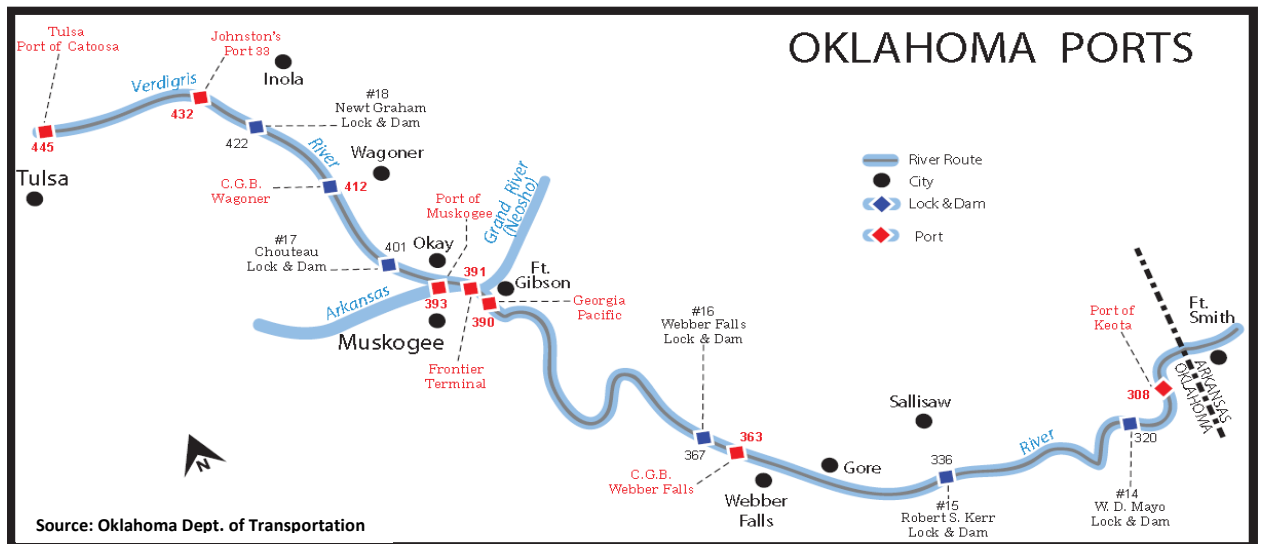 OKLAHOMA PORTS
Tulsa
Port of Catoosa
Johnston's
Port 33
Inola
Verdigris
432
445
Tulsa
#18
Newt Graham
Lock & Dam
422
River
Wagoner
C.G.B.
Wagoner
412
Port of
Muskogee
Grand River
(Neosho)
#17
Chouteau
Lock & Dam
401
Okay
391
Ft.
Gibson
393
Arkansas
390
Georgia
Pacific
Muskogee
Frontier
Terminal
River Route
City
Lock & Dam
Port
#16
Webber Falls
Lock & Dam
367
363
C.G.B.
Webber Falls
Webber
Falls
Gore
Sallisaw
336
#15
Robert S. Kerr
Lock & Dam
River
Port of
Keota
308
Ft.
Smith
ARKANSAS
OKLAHOMA
320
#14
W. D. Mayo
Lock & Dam
N
Source: Oklahoma Dept. of Transportation